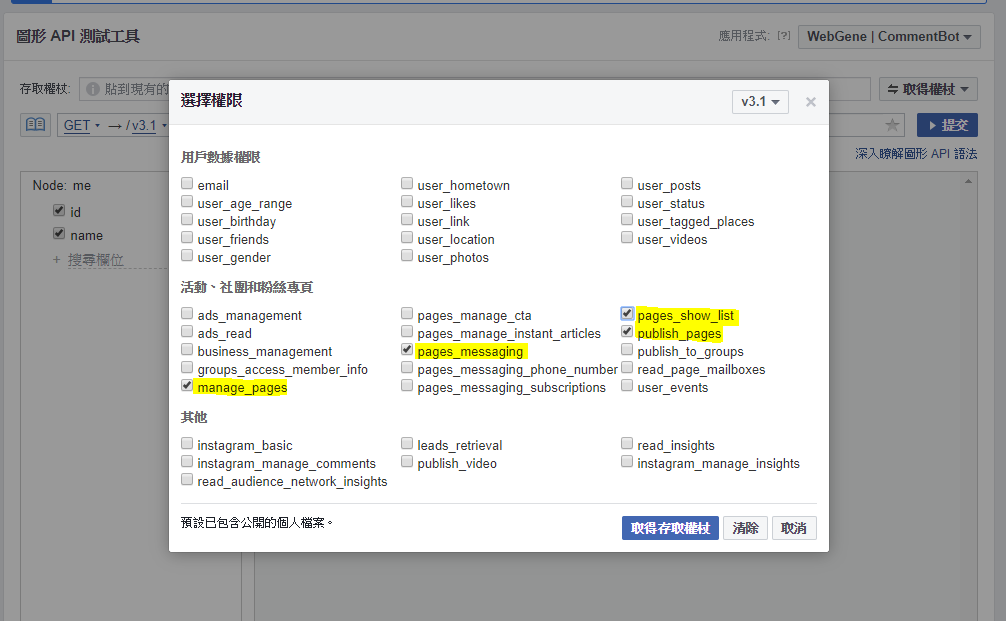 圖形 API 測試工具
應用程式: [?] WebGene | CommentBot
存取權杖: 貼到現有的
取得權杖
GET → / v3.1
提交
深入瞭解圖形 API 語法
Node: me
id
name
+ 搜尋欄位
選擇權限
v3.1 ×
用戶數據權限
email user_hometown user_posts
user_age_range user_likes user_status
user_birthday user_link user_tagged_places
user_friends user_location user_videos
user_gender user_photos
活動、社團和粉絲專頁
ads_management pages_manage_cta pages_show_list
ads_read pages_manage_instant_articles publish_pages
business_management pages_messaging publish_to_groups
groups_access_member_info pages_messaging_phone_number read_page_mailboxes
manage_pages pages_messaging_subscriptions user_events
其他
instagram_basic leads_retrieval read_insights
instagram_manage_comments publish_video instagram_manage_insights
read_audience_network_insights
預設已包含公開的個人檔案。
取得存取權杖 清除 取消